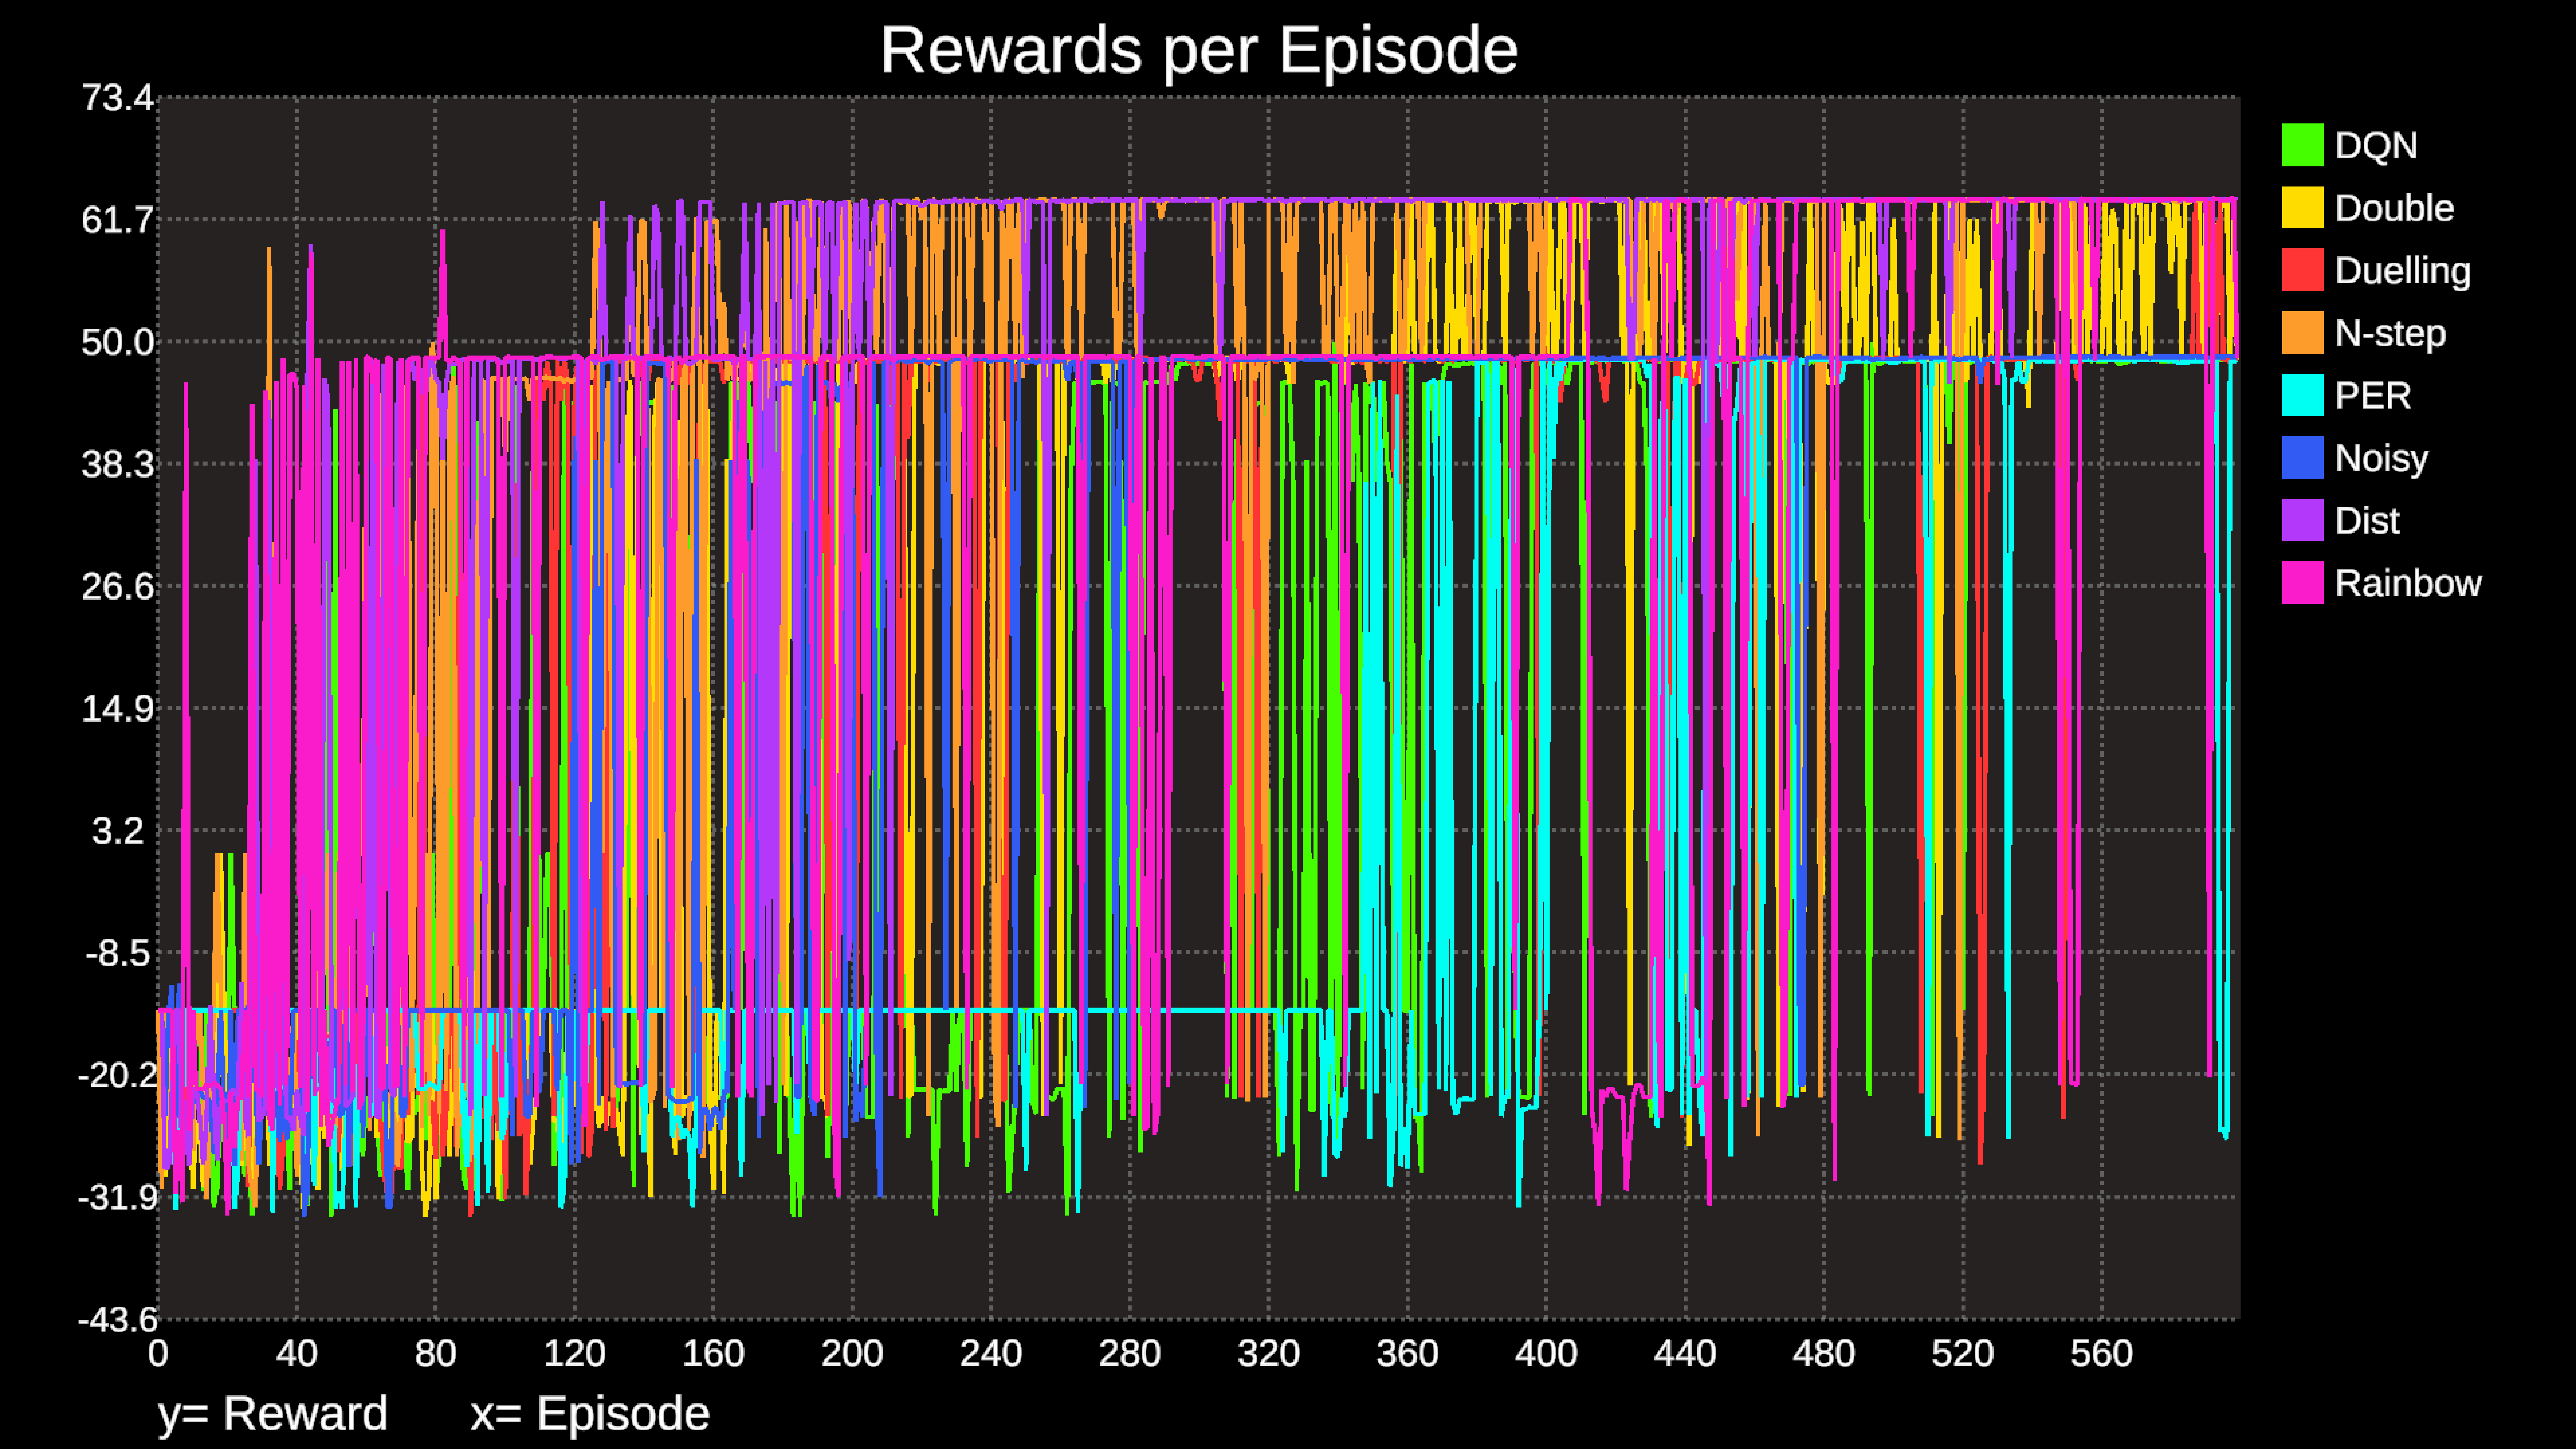 Rewards per Episode
73.4
61.7
50.0
38.3
26.6
14.9
3.2
-8.5
-20.2
-31.9
-43.6
0 40 80 120 160 200 240 280 320 360 400 440 480 520 560
y= Reward x= Episode
DQN
Double
Duelling
N-step
PER
Noisy
Dist
Rainbow